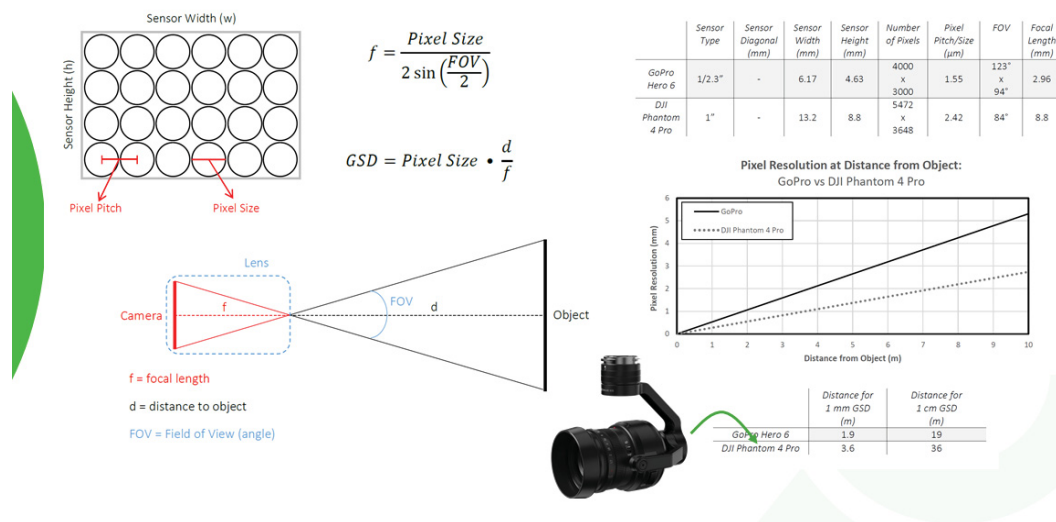 Sensor Width (w)
Sensor Height (h)
Pixel Pitch
Pixel Size
f = Pixel Size / 2 sin (FOV / 2)
GSD = Pixel Size • d / f
Lens
Camera
f
FOV
d
Object
f = focal length
d = distance to object
FOV = Field of View (angle)
Sensor Type Sensor Diagonal (mm) Sensor Width (mm) Sensor Height (mm) Number of Pixels Pixel Pitch/Size (μm) FOV Focal Length (mm)
GoPro Hero 6 1/2.3" - 6.17 4.63 4000 x 3000 1.55 123° x 94° 2.96
DJI Phantom 4 Pro 1" - 13.2 8.8 5472 x 3648 2.42 84° 8.8
Pixel Resolution at Distance from Object:
GoPro vs DJI Phantom 4 Pro
GoPro
DJI Phantom 4 Pro
Pixel Resolution (mm)
6
5
4
3
2
1
0
0 1 2 3 4 5 6 7 8 9 10
Distance from Object (m)
Distance for 1 mm GSD (m) Distance for 1 cm GSD (m)
GoPro Hero 6 1.9 19
DJI Phantom 4 Pro 3.6 36